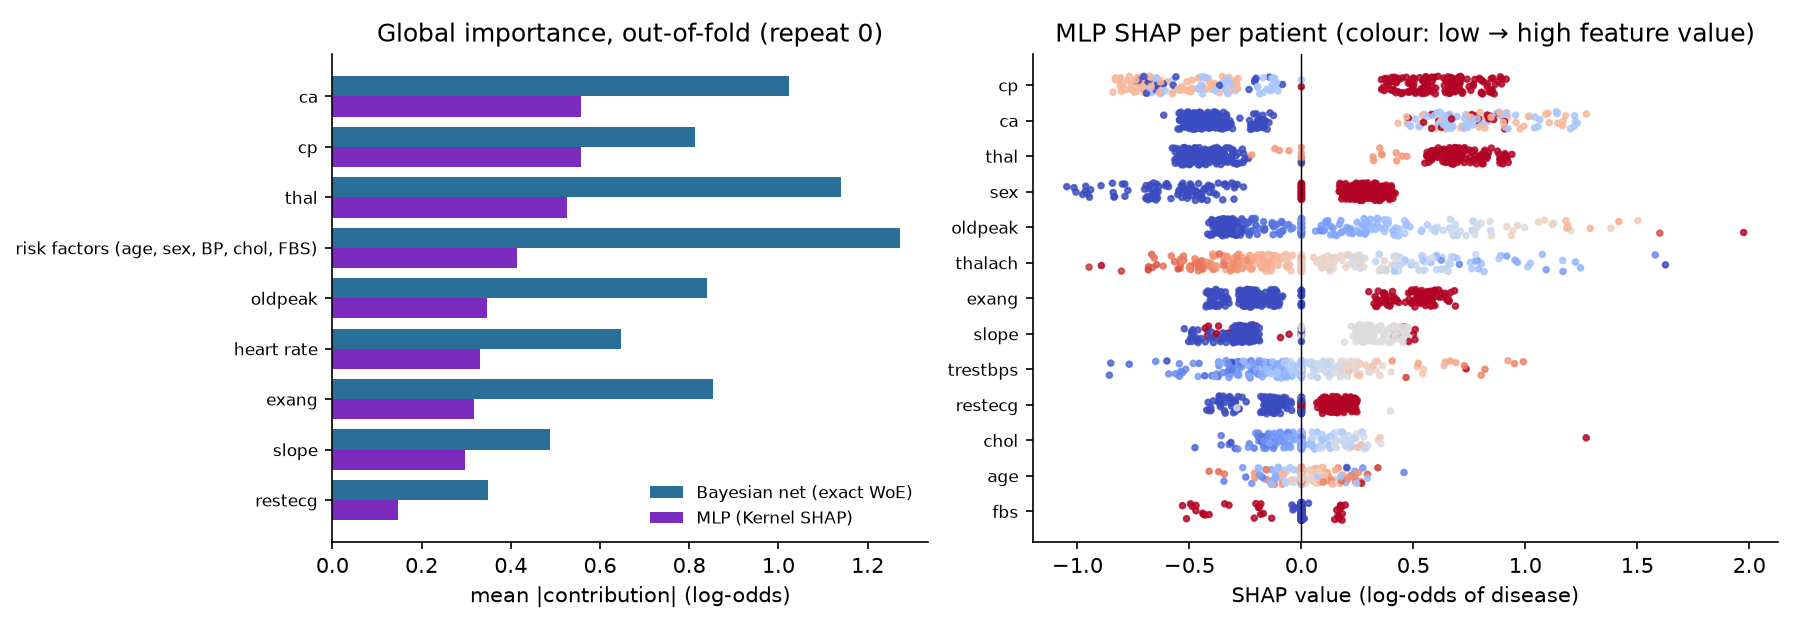 Global importance, out-of-fold (repeat 0)
ca
cp
thal
risk factors (age, sex, BP, chol, FBS)
oldpeak
heart rate
exang
slope
restecg
Bayesian net (exact WoE)
MLP (Kernel SHAP)
0.0 0.2 0.4 0.6 0.8 1.0 1.2
mean |contribution| (log-odds)
MLP SHAP per patient (colour: low → high feature value)
cp
ca
thal
sex
oldpeak
thalach
exang
slope
trestbps
restecg
chol
age
fbs
−1.0 −0.5 0.0 0.5 1.0 1.5 2.0
SHAP value (log-odds of disease)